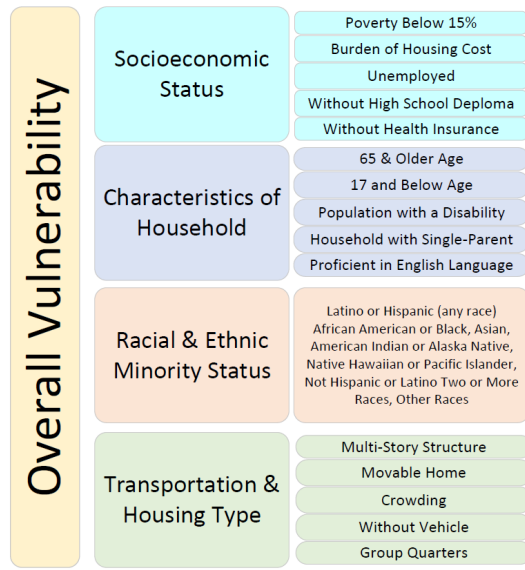 Overall Vulnerability
Socioeconomic
Status
Poverty Below 15%
Burden of Housing Cost
Unemployed
Without High School Deploma
Without Health Insurance
Characteristics of
Household
65 & Older Age
17 and Below Age
Population with a Disability
Household with Single-Parent
Proficient in English Language
Racial & Ethnic
Minority Status
Latino or Hispanic (any race)
African American or Black, Asian,
American Indian or Alaska Native,
Native Hawaiian or Pacific Islander,
Not Hispanic or Latino Two or More
Races, Other Races
Transportation &
Housing Type
Multi-Story Structure
Movable Home
Crowding
Without Vehicle
Group Quarters